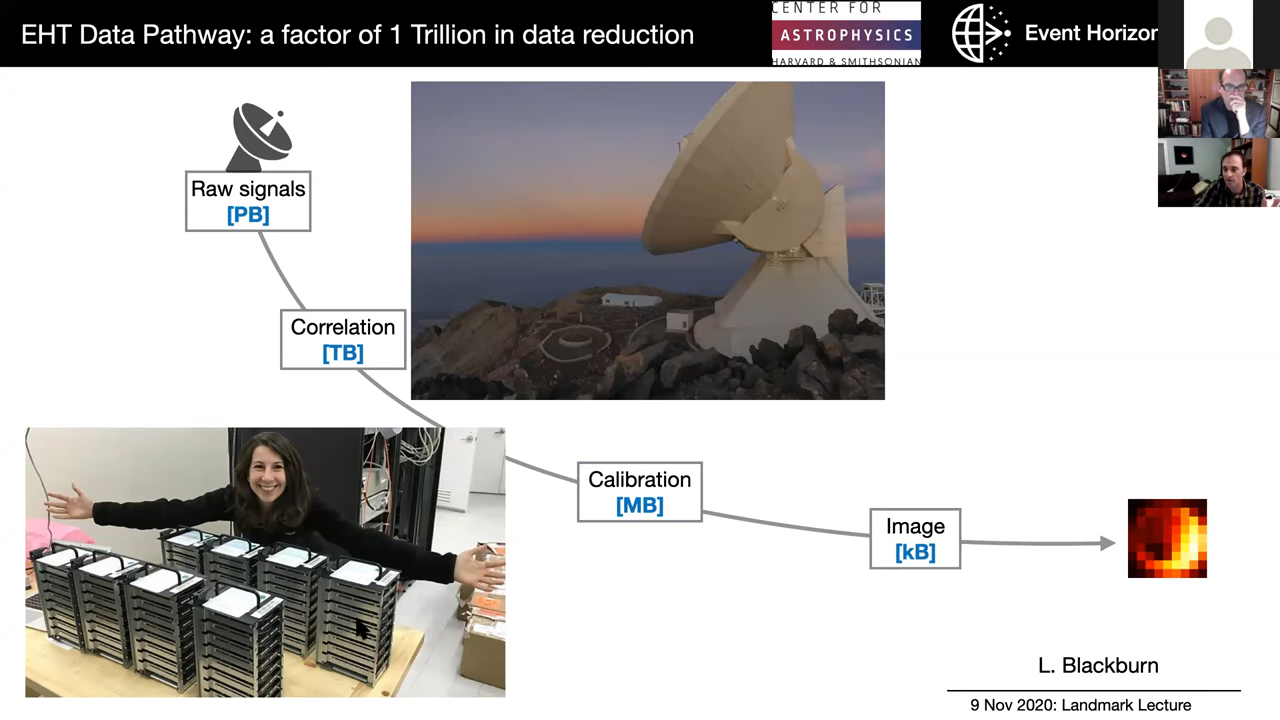 EHT Data Pathway: a factor of 1 Trillion in data reduction
CENTER FOR
ASTROPHYSICS
HARVARD & SMITHSONIAN
Event Horizon
Raw signals
[PB]
Correlation
[TB]
Calibration
[MB]
Image
[kB]
L. Blackburn
9 Nov 2020: Landmark Lecture